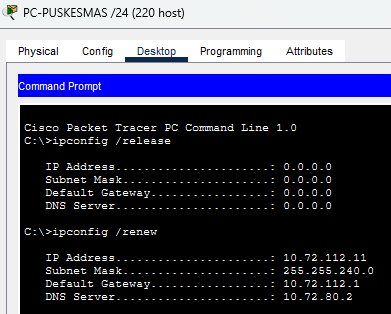 PC-PUSKESMAS /24 (220 host)
Physical Config Desktop Programming Attributes
Command Prompt
Cisco Packet Tracer PC Command Line 1.0
C:\>ipconfig /release
IP Address......................: 0.0.0.0
Subnet Mask.....................: 0.0.0.0
Default Gateway.................: 0.0.0.0
DNS Server......................: 0.0.0.0
C:\>ipconfig /renew
IP Address......................: 10.72.112.11
Subnet Mask.....................: 255.255.240.0
Default Gateway.................: 10.72.112.1
DNS Server......................: 10.72.80.2